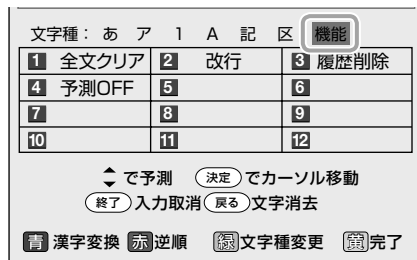 文字種： あ ア 1 A 記 区 機能
1 全文クリア 2 改行 3 履歴削除
4 予測OFF 5 6
7 8 9
10 11 12
で予測 決定 でカーソル移動
終了 入力取消 戻る 文字消去
青 漢字変換 赤 逆順 緑 文字種変更 黄 完了